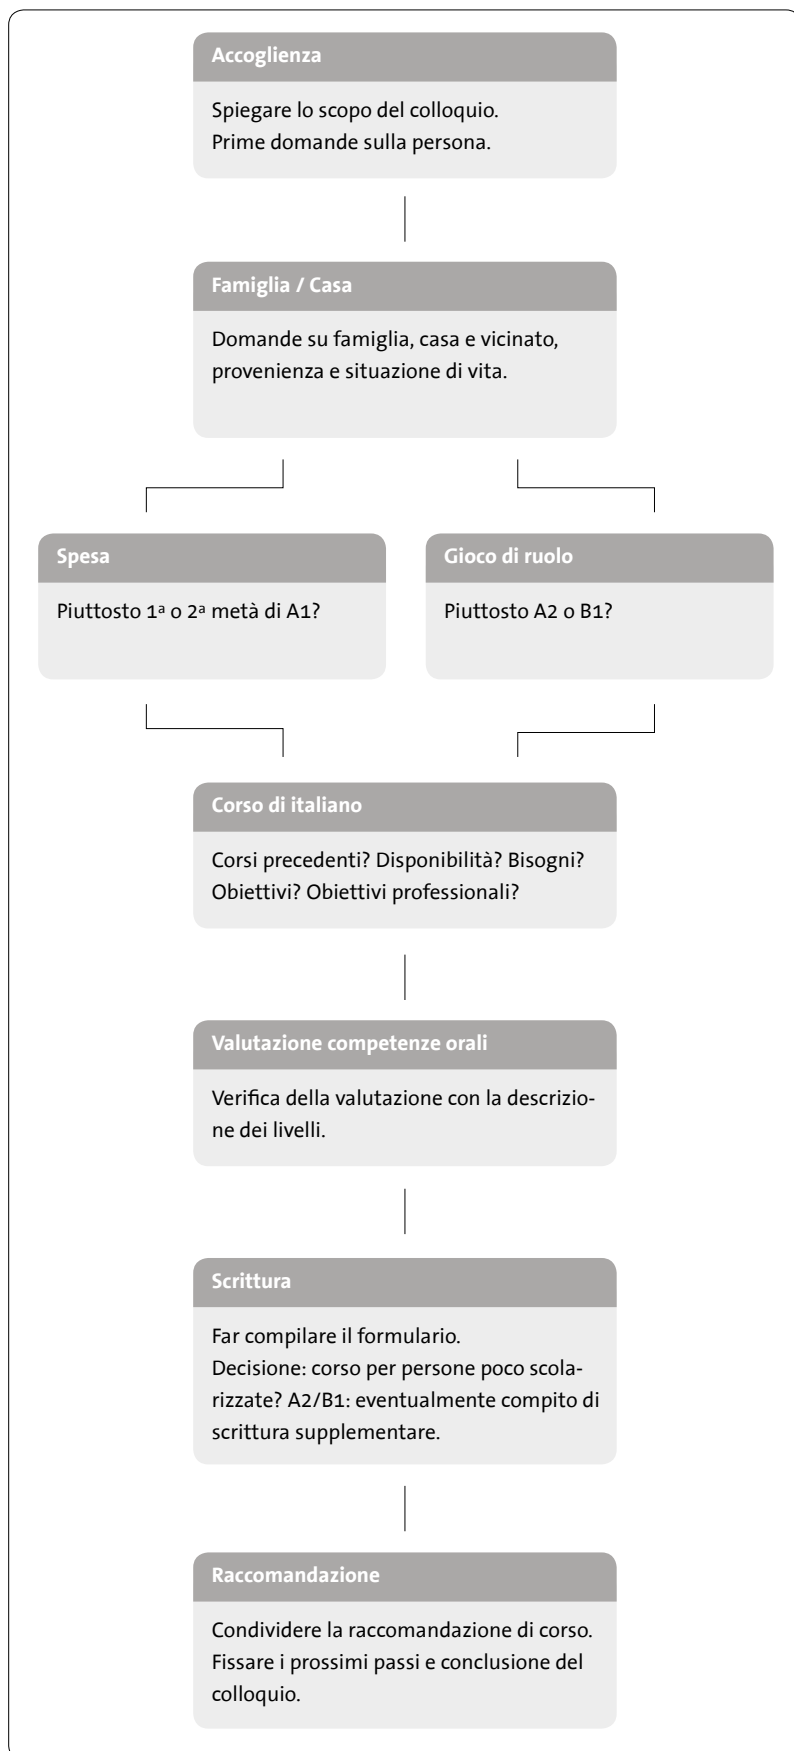 Accoglienza
Spiegare lo scopo del colloquio.
Prime domande sulla persona.
Famiglia / Casa
Domande su famiglia, casa e vicinato,
provenienza e situazione di vita.
Spesa
Piuttosto 1ª o 2ª metà di A1?
Gioco di ruolo
Piuttosto A2 o B1?
Corso di italiano
Corsi precedenti? Disponibilità? Bisogni?
Obiettivi? Obiettivi professionali?
Valutazione competenze orali
Verifica della valutazione con la descrizio-
ne dei livelli.
Scrittura
Far compilare il formulario.
Decisione: corso per persone poco scola-
rizzate? A2/B1: eventualmente compito di
scrittura supplementare.
Raccomandazione
Condividere la raccomandazione di corso.
Fissare i prossimi passi e conclusione del
colloquio.